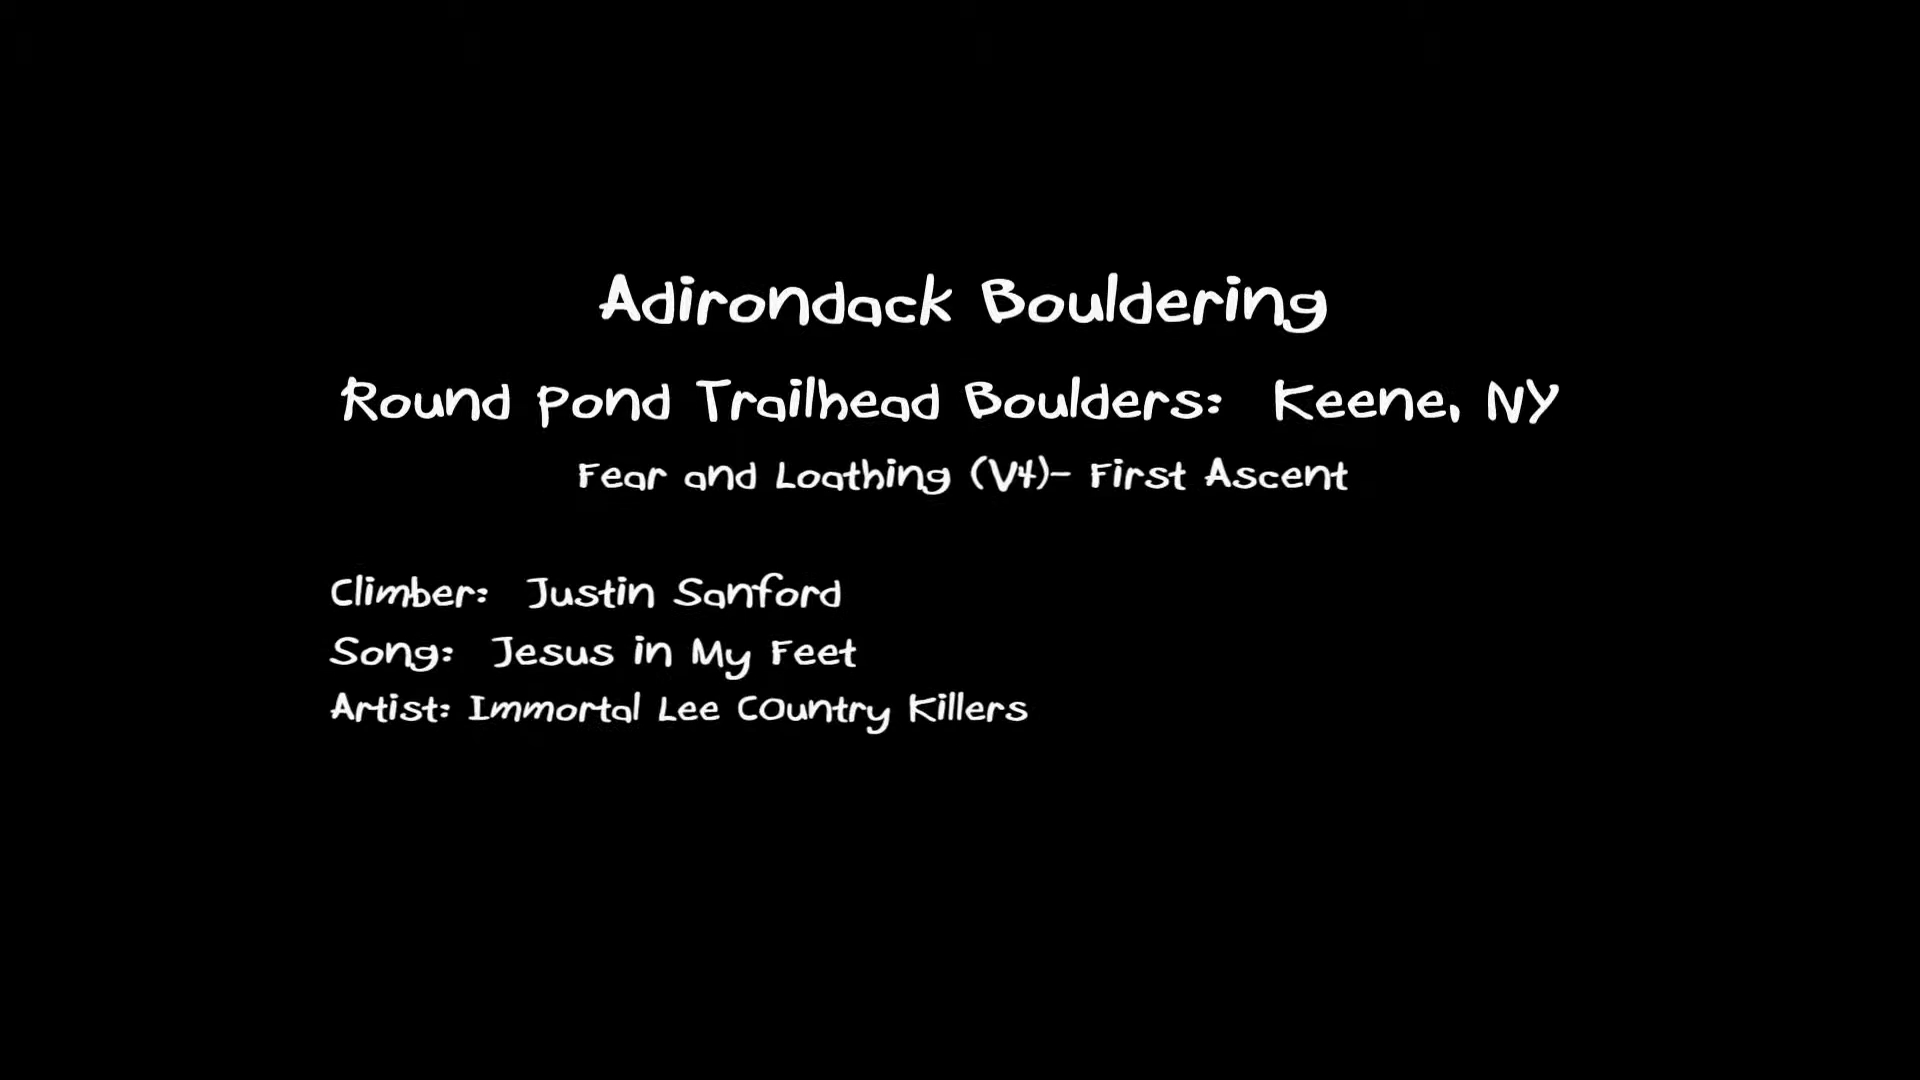 Adirondack Bouldering
Round Pond Trailhead Boulders: Keene, NY
Fear and Loathing (V4)- First Ascent
Climber: Justin Sanford
Song: Jesus in My Feet
Artist: Immortal Lee COuntry Killers